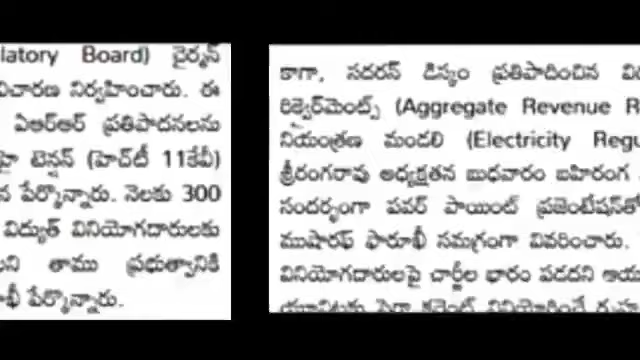 latory Board) చైర్మన్
విచారణ నిర్వహించారు. ఈ
ఏఆర్ఆర్ ప్రతిపాదనలను
హై టెన్షన్ (హెచ్‌టీ 11కేవీ)
పేర్కొన్నారు. నెలకు 300
విద్యుత్ వినియోగదారులకు
తాము ప్రభుత్వానికి
పేర్కొన్నారు.
కాగా, సదరన్ డిస్కం ప్రతిపాదించిన
రిక్వైర్‌మెంట్స్ (Aggregate Revenue R
నియంత్రణ మండలి (Electricity Regu
శ్రీరంగరావు అధ్యక్షతన బుధవారం బహిరంగ
సందర్భంగా పవర్ పాయింట్ ప్రజెంటేషన్‌తో
ముషారఫ్ ఫారూఖీ సమగ్రంగా వివరించారు.
వినియోగదారులపై చార్జీల భారం పడదని